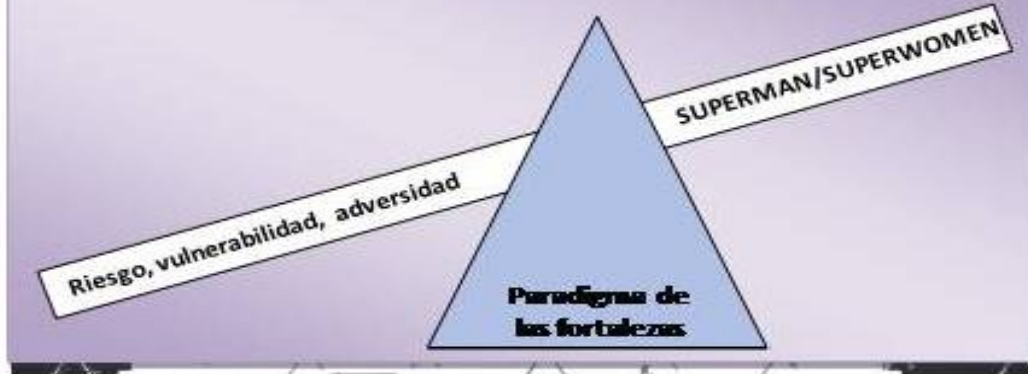 SUPERMAN/SUPERWOMEN
Riesgo, vulnerabilidad, adversidad
Paradigma de
las fortalezas